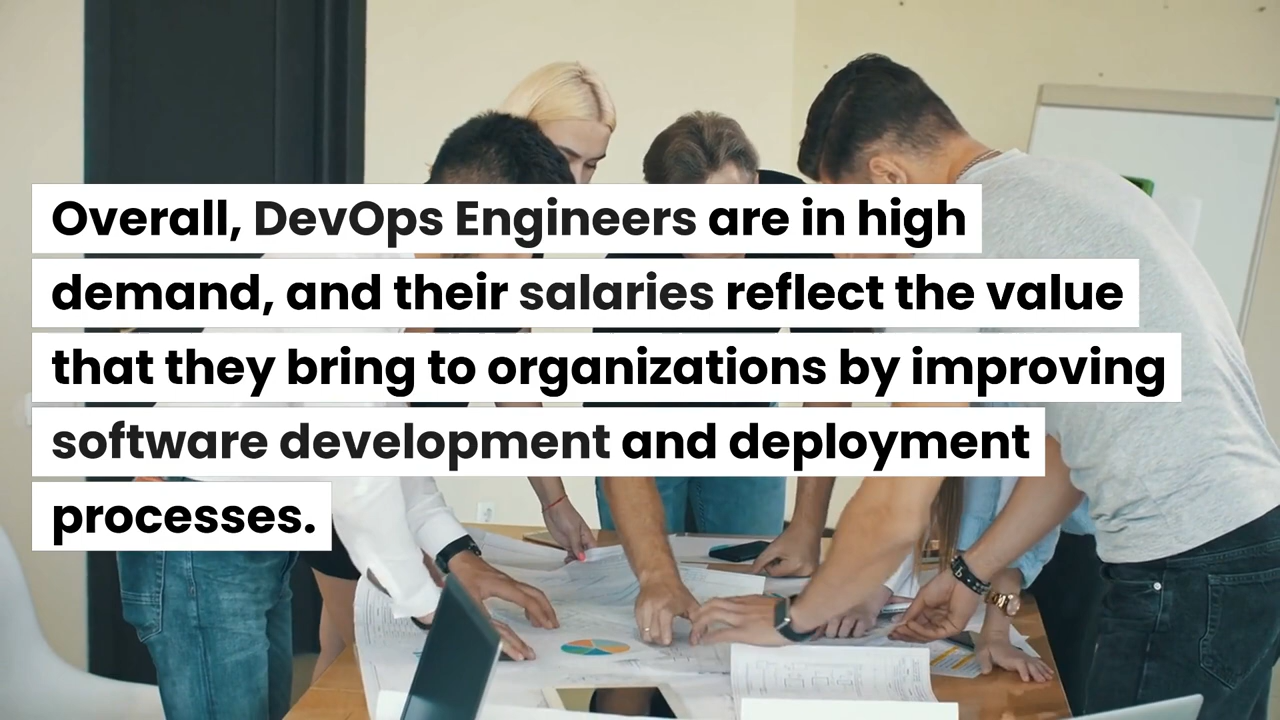 Overall, DevOps Engineers are in high
demand, and their salaries reflect the value
that they bring to organizations by improving
software development and deployment
processes.